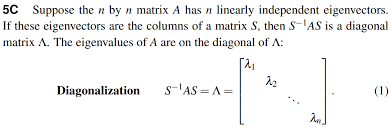 5C Suppose the n by n matrix A has n linearly independent eigenvectors.
If these eigenvectors are the columns of a matrix S, then S⁻¹AS is a diagonal
matrix Λ. The eigenvalues of A are on the diagonal of Λ:
Diagonalization S⁻¹AS = Λ = [λ₁ λ₂ ⋱ λₙ]. (1)